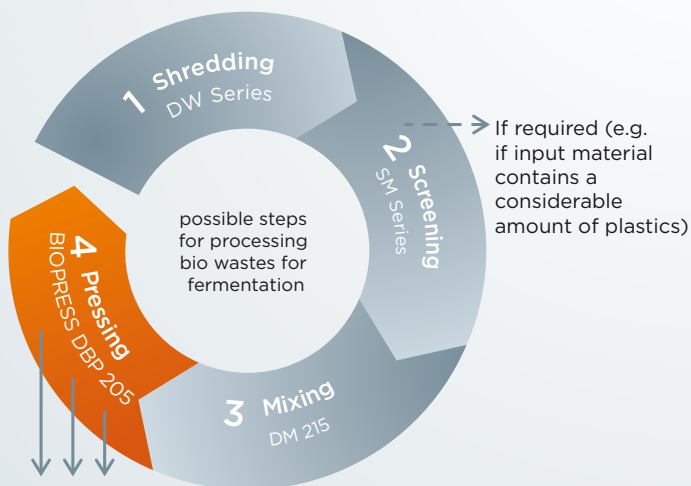 1 Shredding
DW Series
2 Screening
SM Series
If required (e.g.
if input material
contains a
considerable
amount of plastics)
possible steps
for processing
bio wastes for
fermentation
3 Mixing
DM 215
4 Pressing
BIOPRESS DBP 205